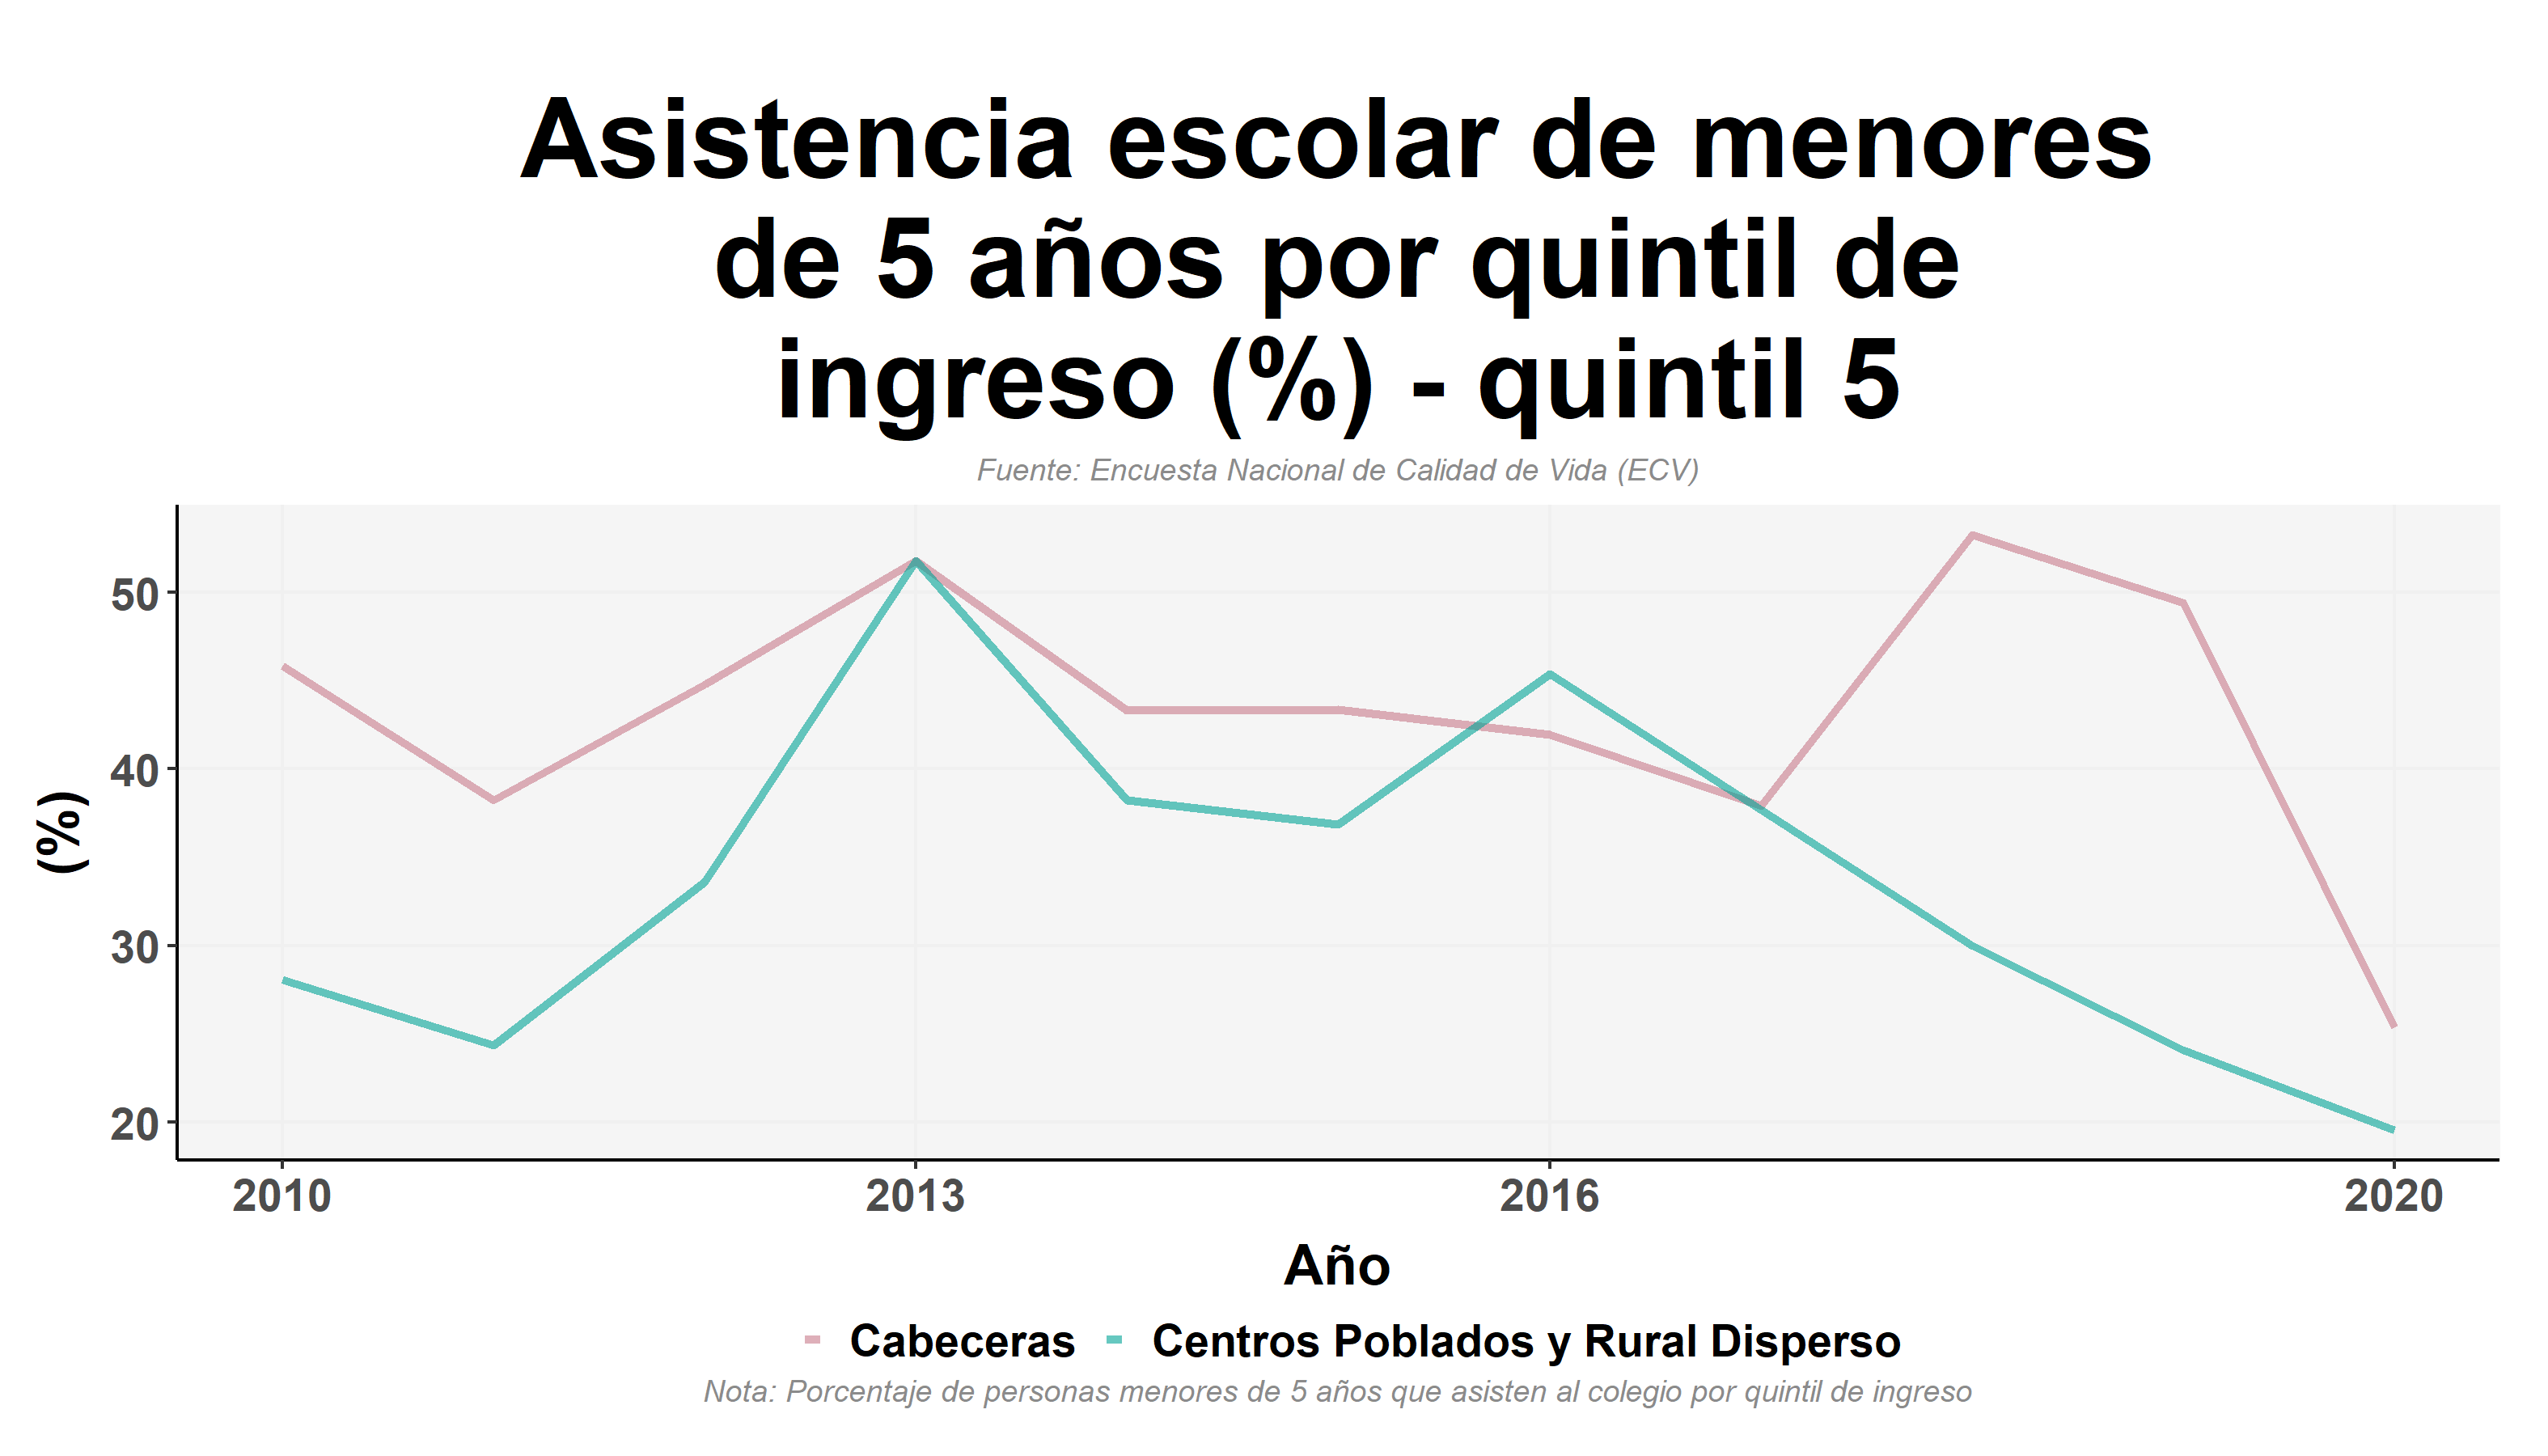 Asistencia escolar de menores
de 5 años por quintil de
ingreso (%) - quintil 5
Fuente: Encuesta Nacional de Calidad de Vida (ECV)
50
40
30
20
(%)
2010 2013 2016 2020
Año
Cabeceras Centros Poblados y Rural Disperso
Nota: Porcentaje de personas menores de 5 años que asisten al colegio por quintil de ingreso